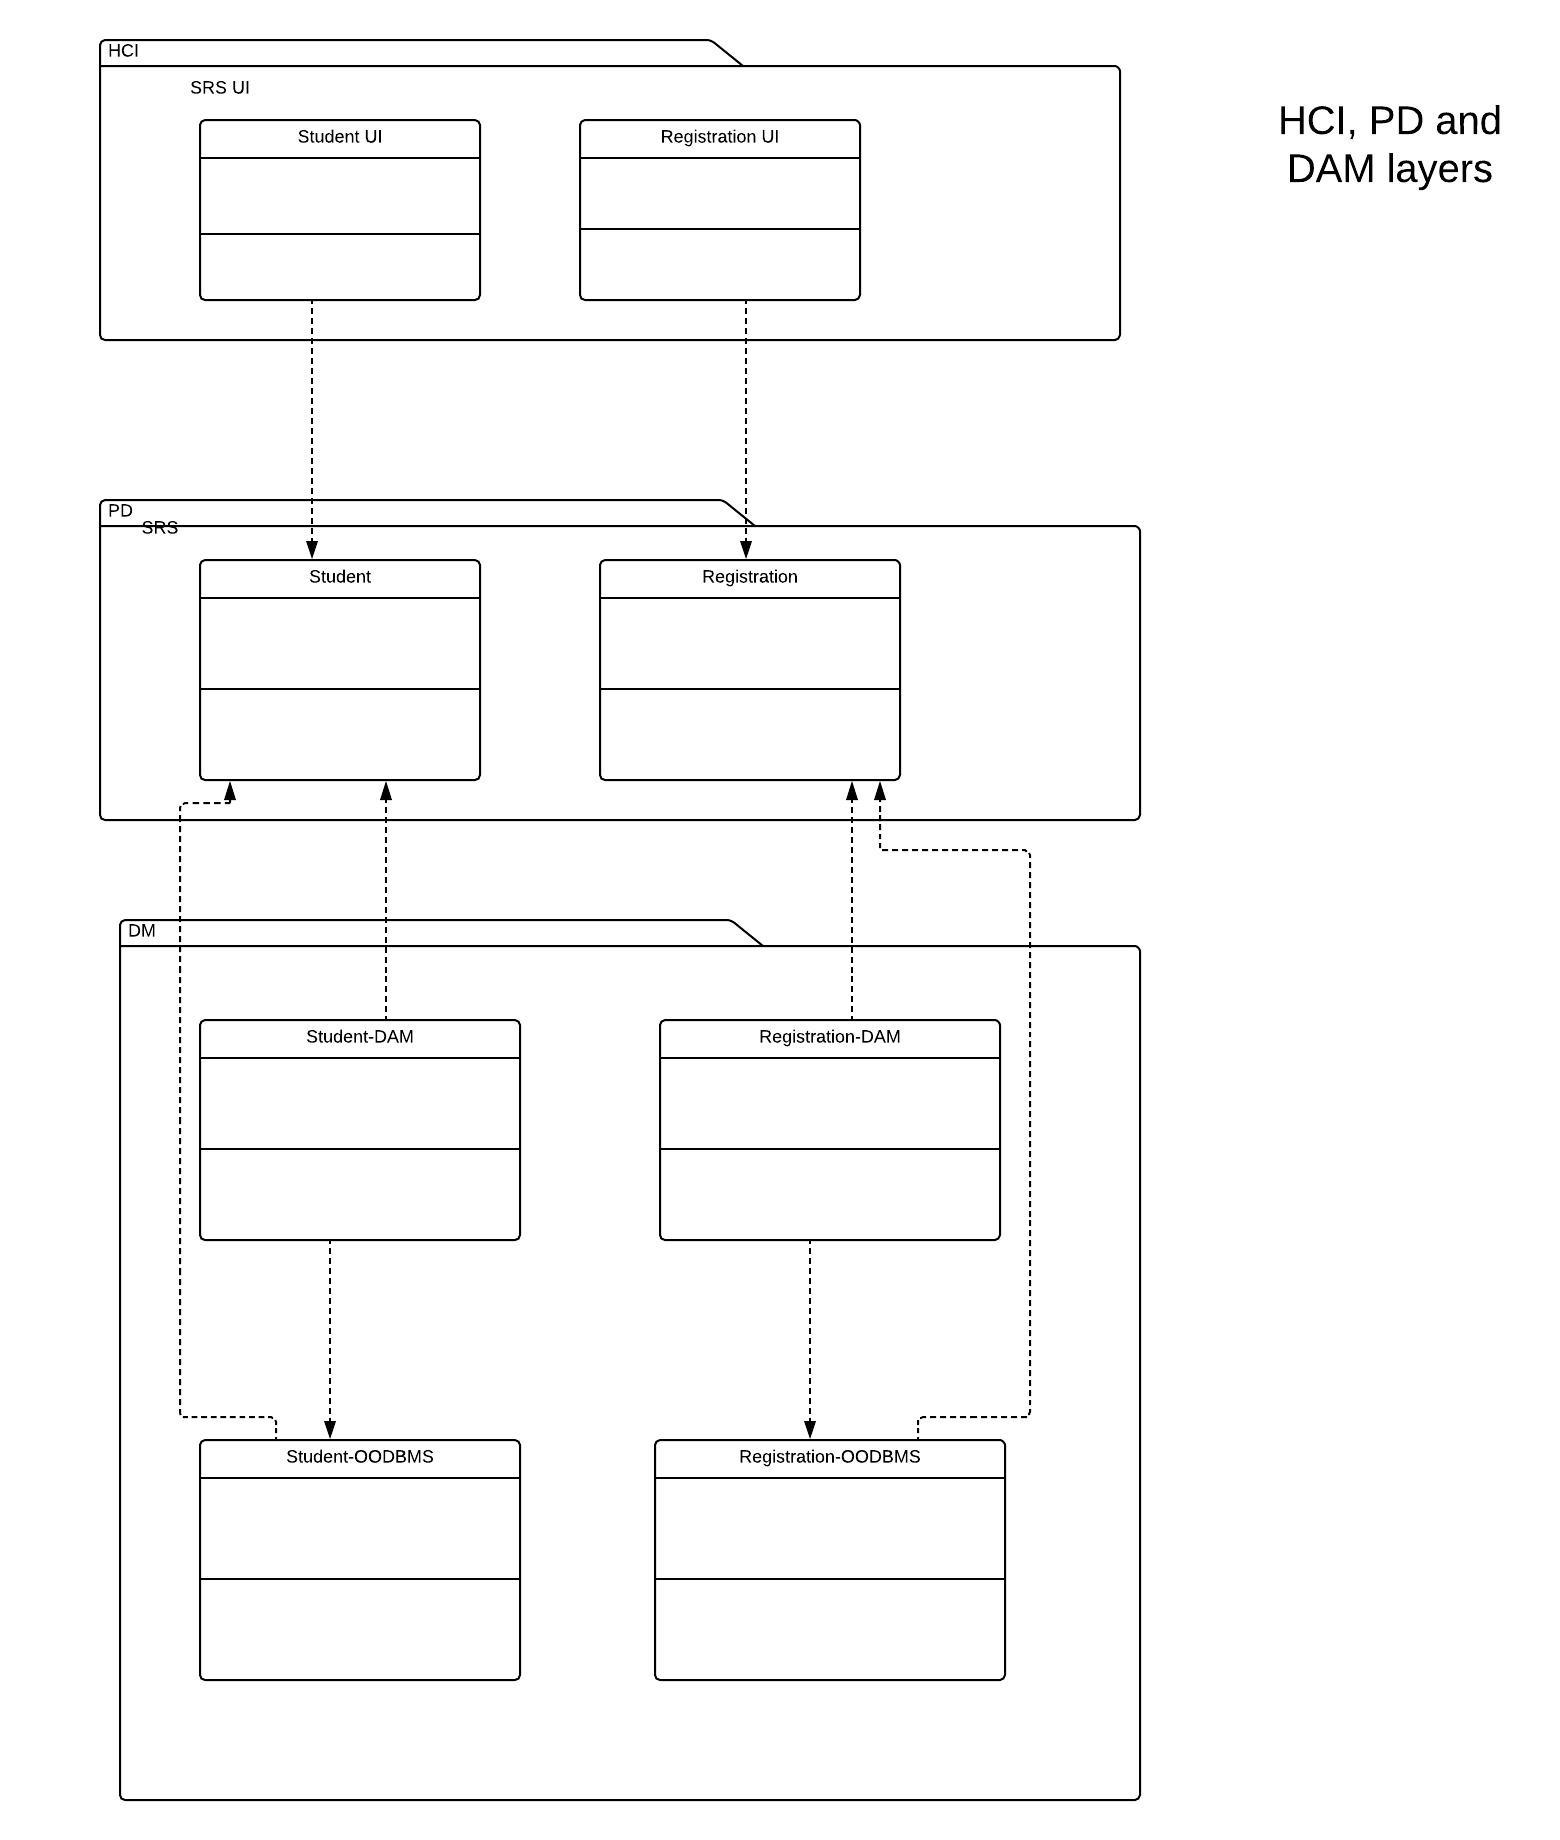 HCI
SRS UI
Student UI
Registration UI
HCI, PD and
DAM layers
PD
SRS
Student
Registration
DM
Student-DAM
Registration-DAM
Student-OODBMS
Registration-OODBMS